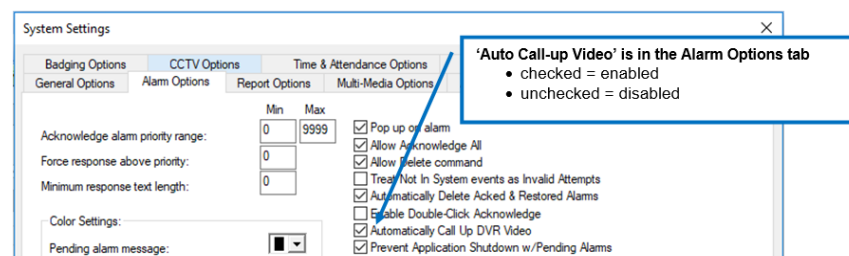 System Settings
‘Auto Call-up Video’ is in the Alarm Options tab
• checked = enabled
• unchecked = disabled
Badging Options CCTV Options Time & Attendance Options
General Options Alarm Options Report Options Multi-Media Options
Min Max
Acknowledge alarm priority range: 0 9999
Force response above priority: 0
Minimum response text length: 0
Pop up on alarm
Allow Acknowledge All
Allow Delete command
Treat Not In System events as Invalid Attempts
Automatically Delete Acked & Restored Alarms
Enable Double-Click Acknowledge
Automatically Call Up DVR Video
Prevent Application Shutdown w/Pending Alarms
Color Settings:
Pending alarm message: